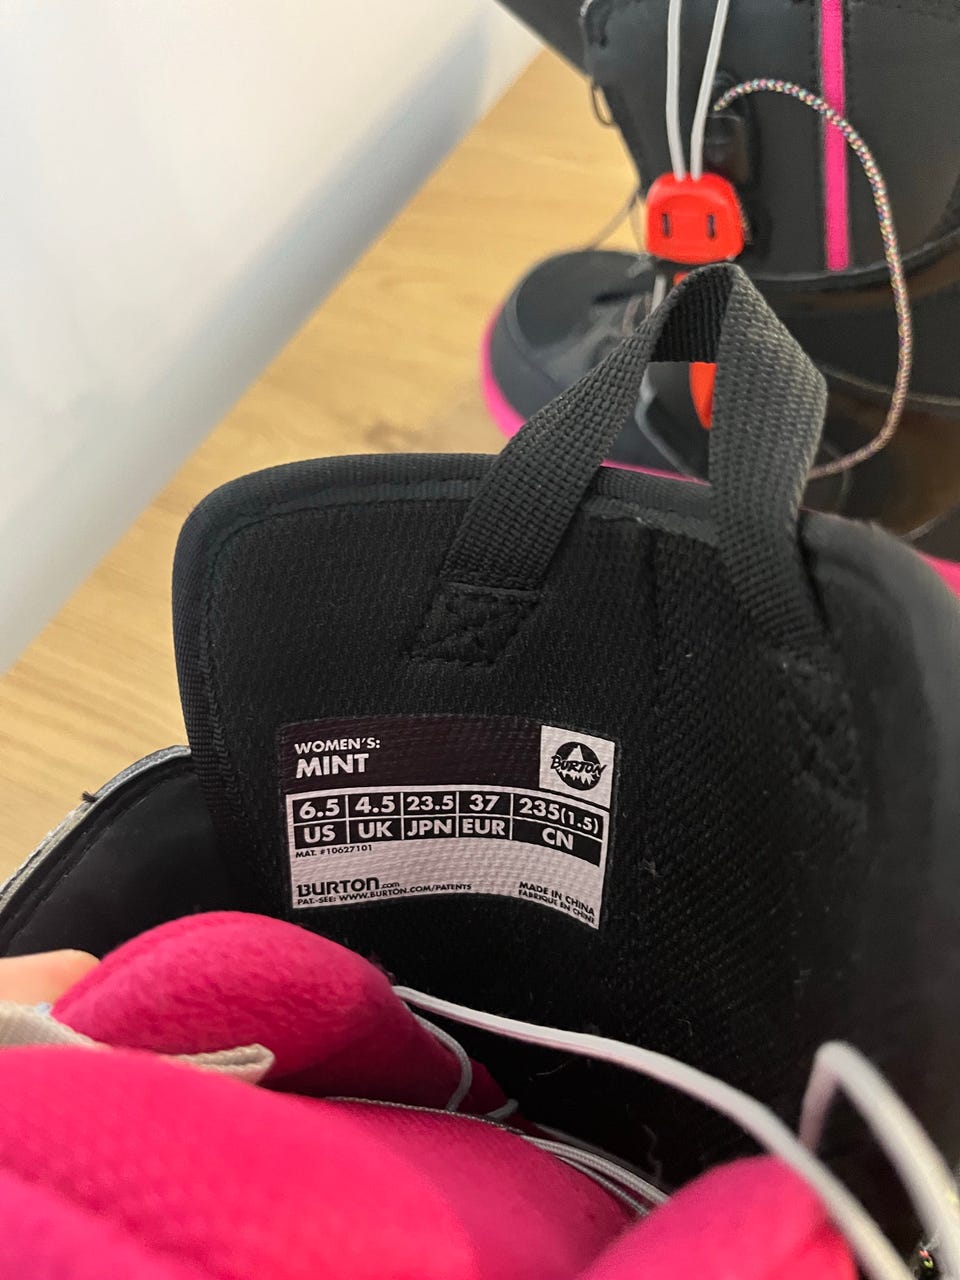 WOMEN'S:
MINT
BURTON
6.5 4.5 23.5 37 235(1.5)
US UK JPN EUR CN
MAT. #10627101
BURTON.com
PAT.-SEE: WWW.BURTON.COM/PATENTS
MADE IN CHINA
FABRIQUE EN CHINE